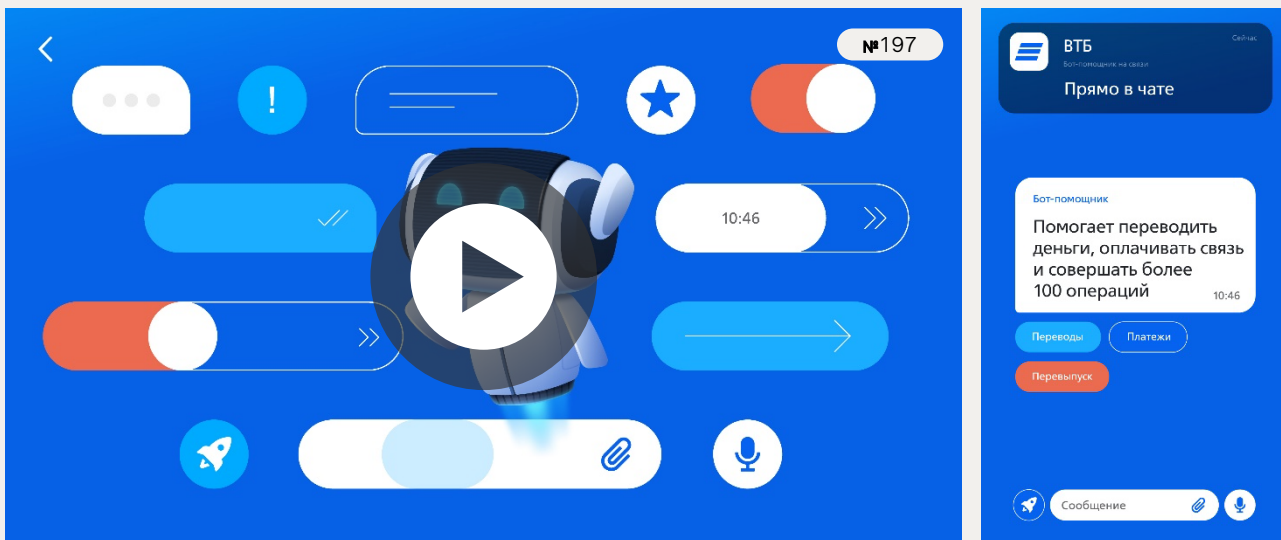 №197
!
10:46
ВТБ
Сейчас
Бот-помощник на связи
Прямо в чате
Бот-помощник
Помогает переводить
деньги, оплачивать связь
и совершать более
100 операций
10:46
Переводы
Платежи
Перевыпуск
Сообщение